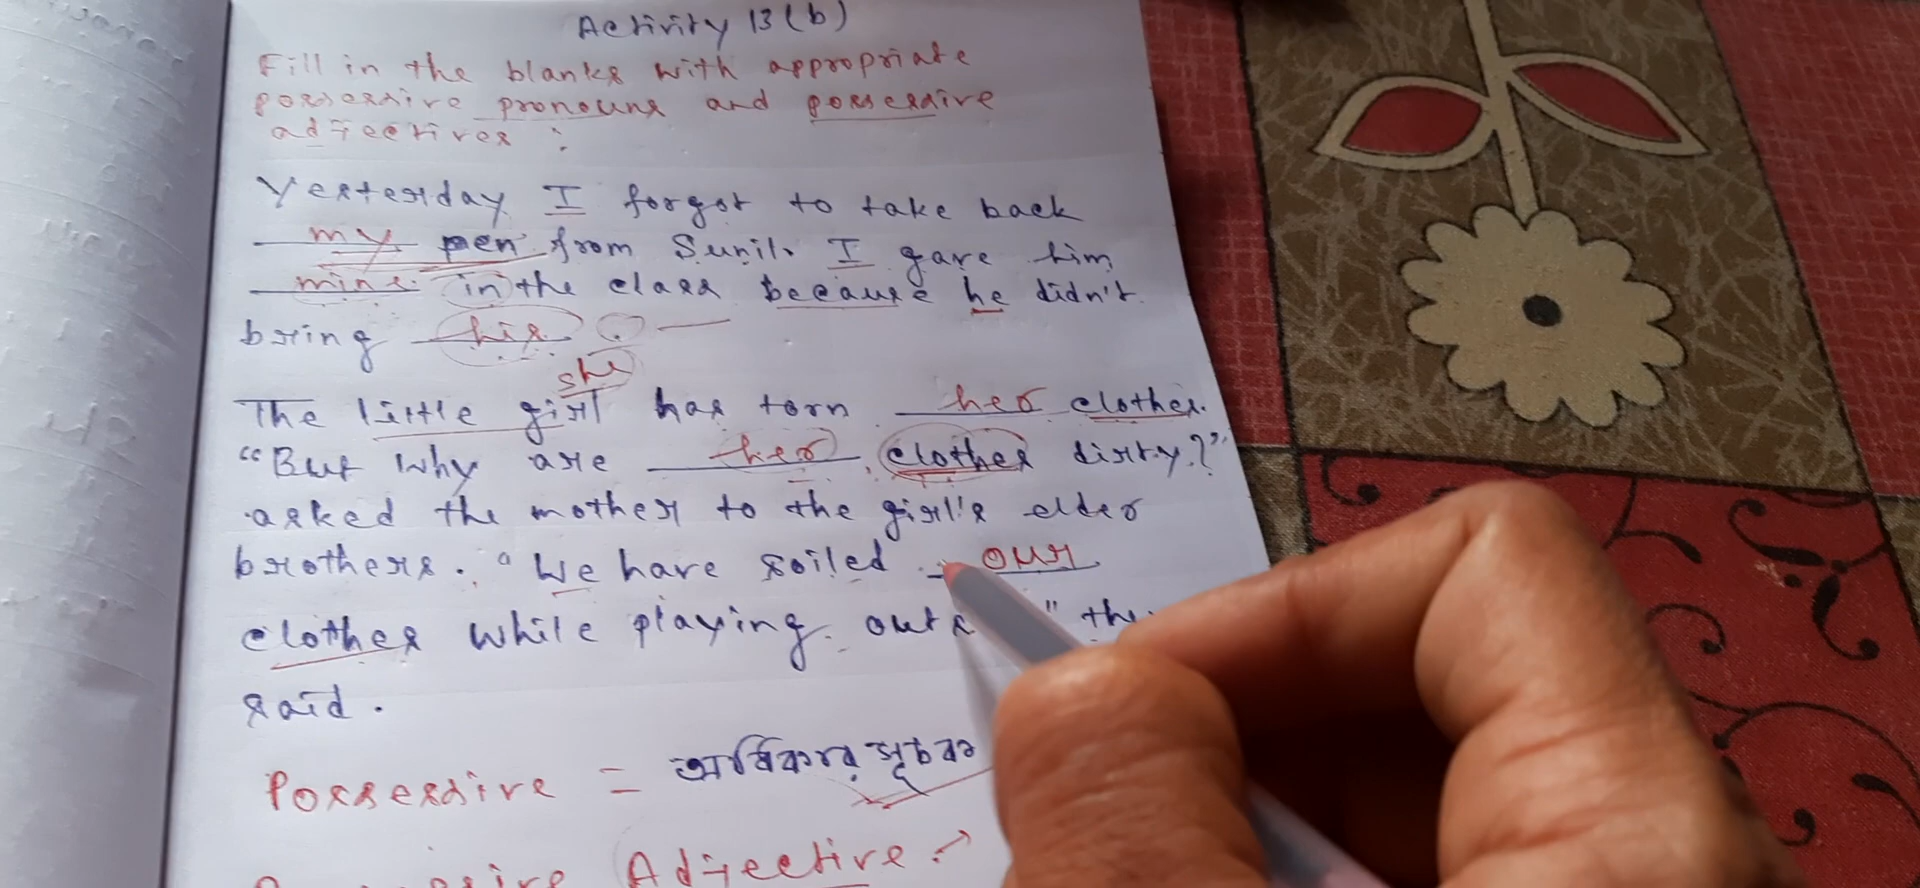 Activity 13 (b)
Fill in the blanks with appropriate
possessive pronouns and possessive
adjectives :
Yesterday I forgot to take back
my pen from Sunil. I gave him
mine in the class because he didn't
bring his.
she
The little girl has torn her clothes.
"But why are her clothes dirty?"
asked the mother to the girl's elder
brothers. "We have soiled our
clothes while playing "
said.
Possessive = অধিকার সূচক
Adjective